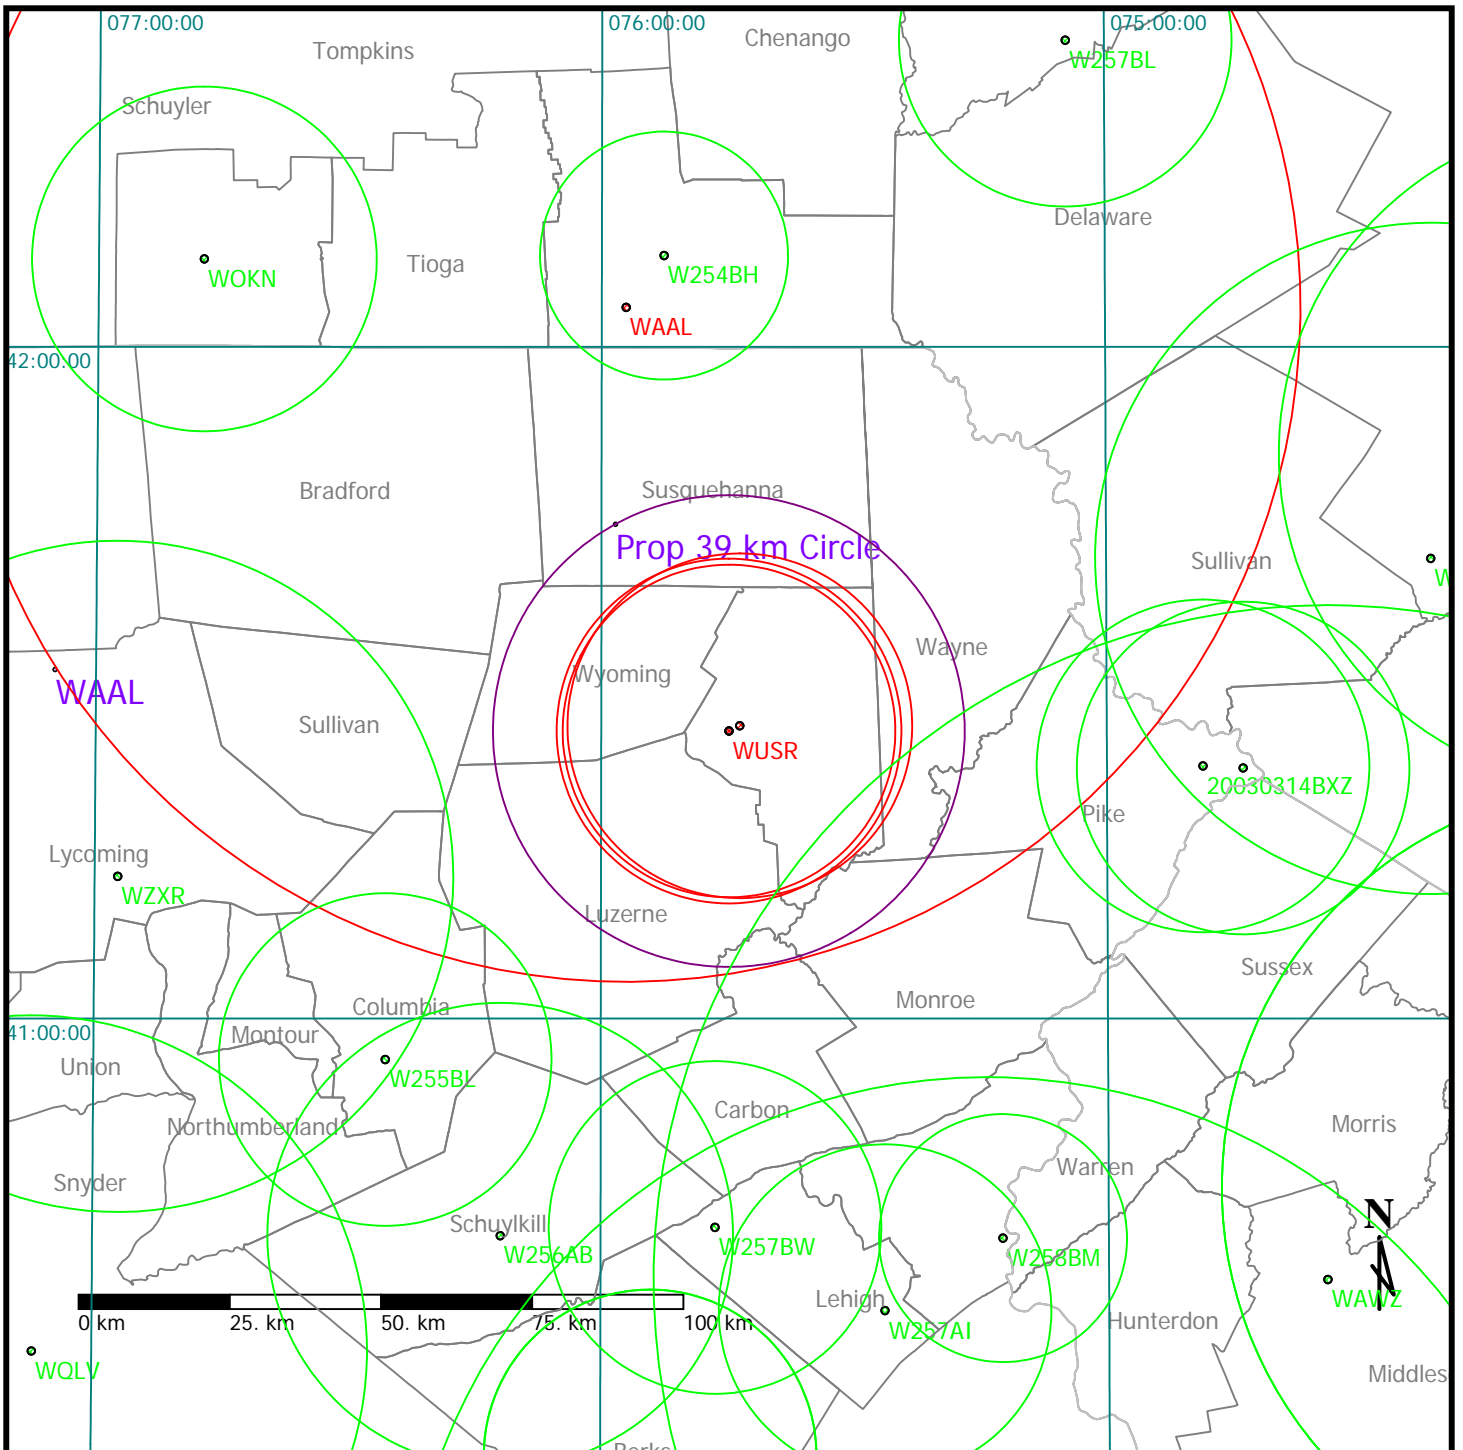 077:00:00
076:00:00
075:00:00
Tompkins
Chenango
W257BL
Schuyler
Delaware
WOKN
Tioga
W254BH
WAAL
42:00:00
Bradford
Susquehanna
Prop 39 km Circle
Sullivan
W
Wayne
Wyoming
WAAL
Sullivan
WUSR
20030314BXZ
Pike
Lycoming
WZXR
Luzerne
Sussex
Columbia
Monroe
41:00:00
Montour
Union
W255BL
Carbon
Northumberland
Morris
Warren
Snyder
N
Schuylkill
W256AB
W257BW
W258BM
Lehigh
WAWZ
0 km
25. km
50. km
75. km
100 km
W257AI
Hunterdon
WQLV
Middles
Berks